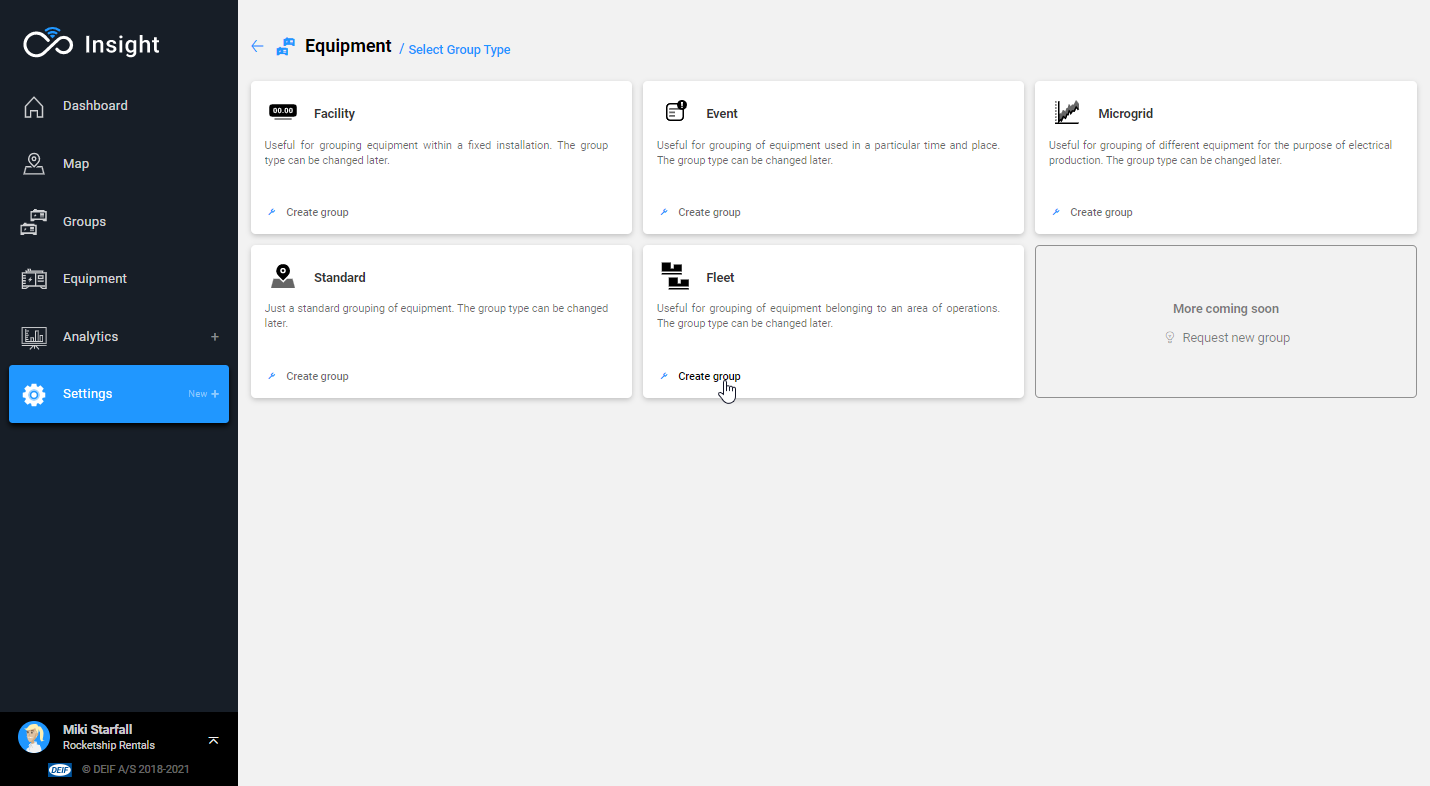 Insight
Dashboard
Map
Groups
Equipment
Analytics +
Settings New +
Miki Starfall
Rocketship Rentals
DEIF © DEIF A/S 2018-2021
← Equipment / Select Group Type
00.00 Facility
Useful for grouping equipment within a fixed installation. The group
type can be changed later.
Create group
Event
Useful for grouping of equipment used in a particular time and place.
The group type can be changed later.
Create group
Microgrid
Useful for grouping of different equipment for the purpose of electrical
production. The group type can be changed later.
Create group
Standard
Just a standard grouping of equipment. The group type can be changed
later.
Create group
Fleet
Useful for grouping of equipment belonging to an area of operations.
The group type can be changed later.
Create group
More coming soon
Request new group